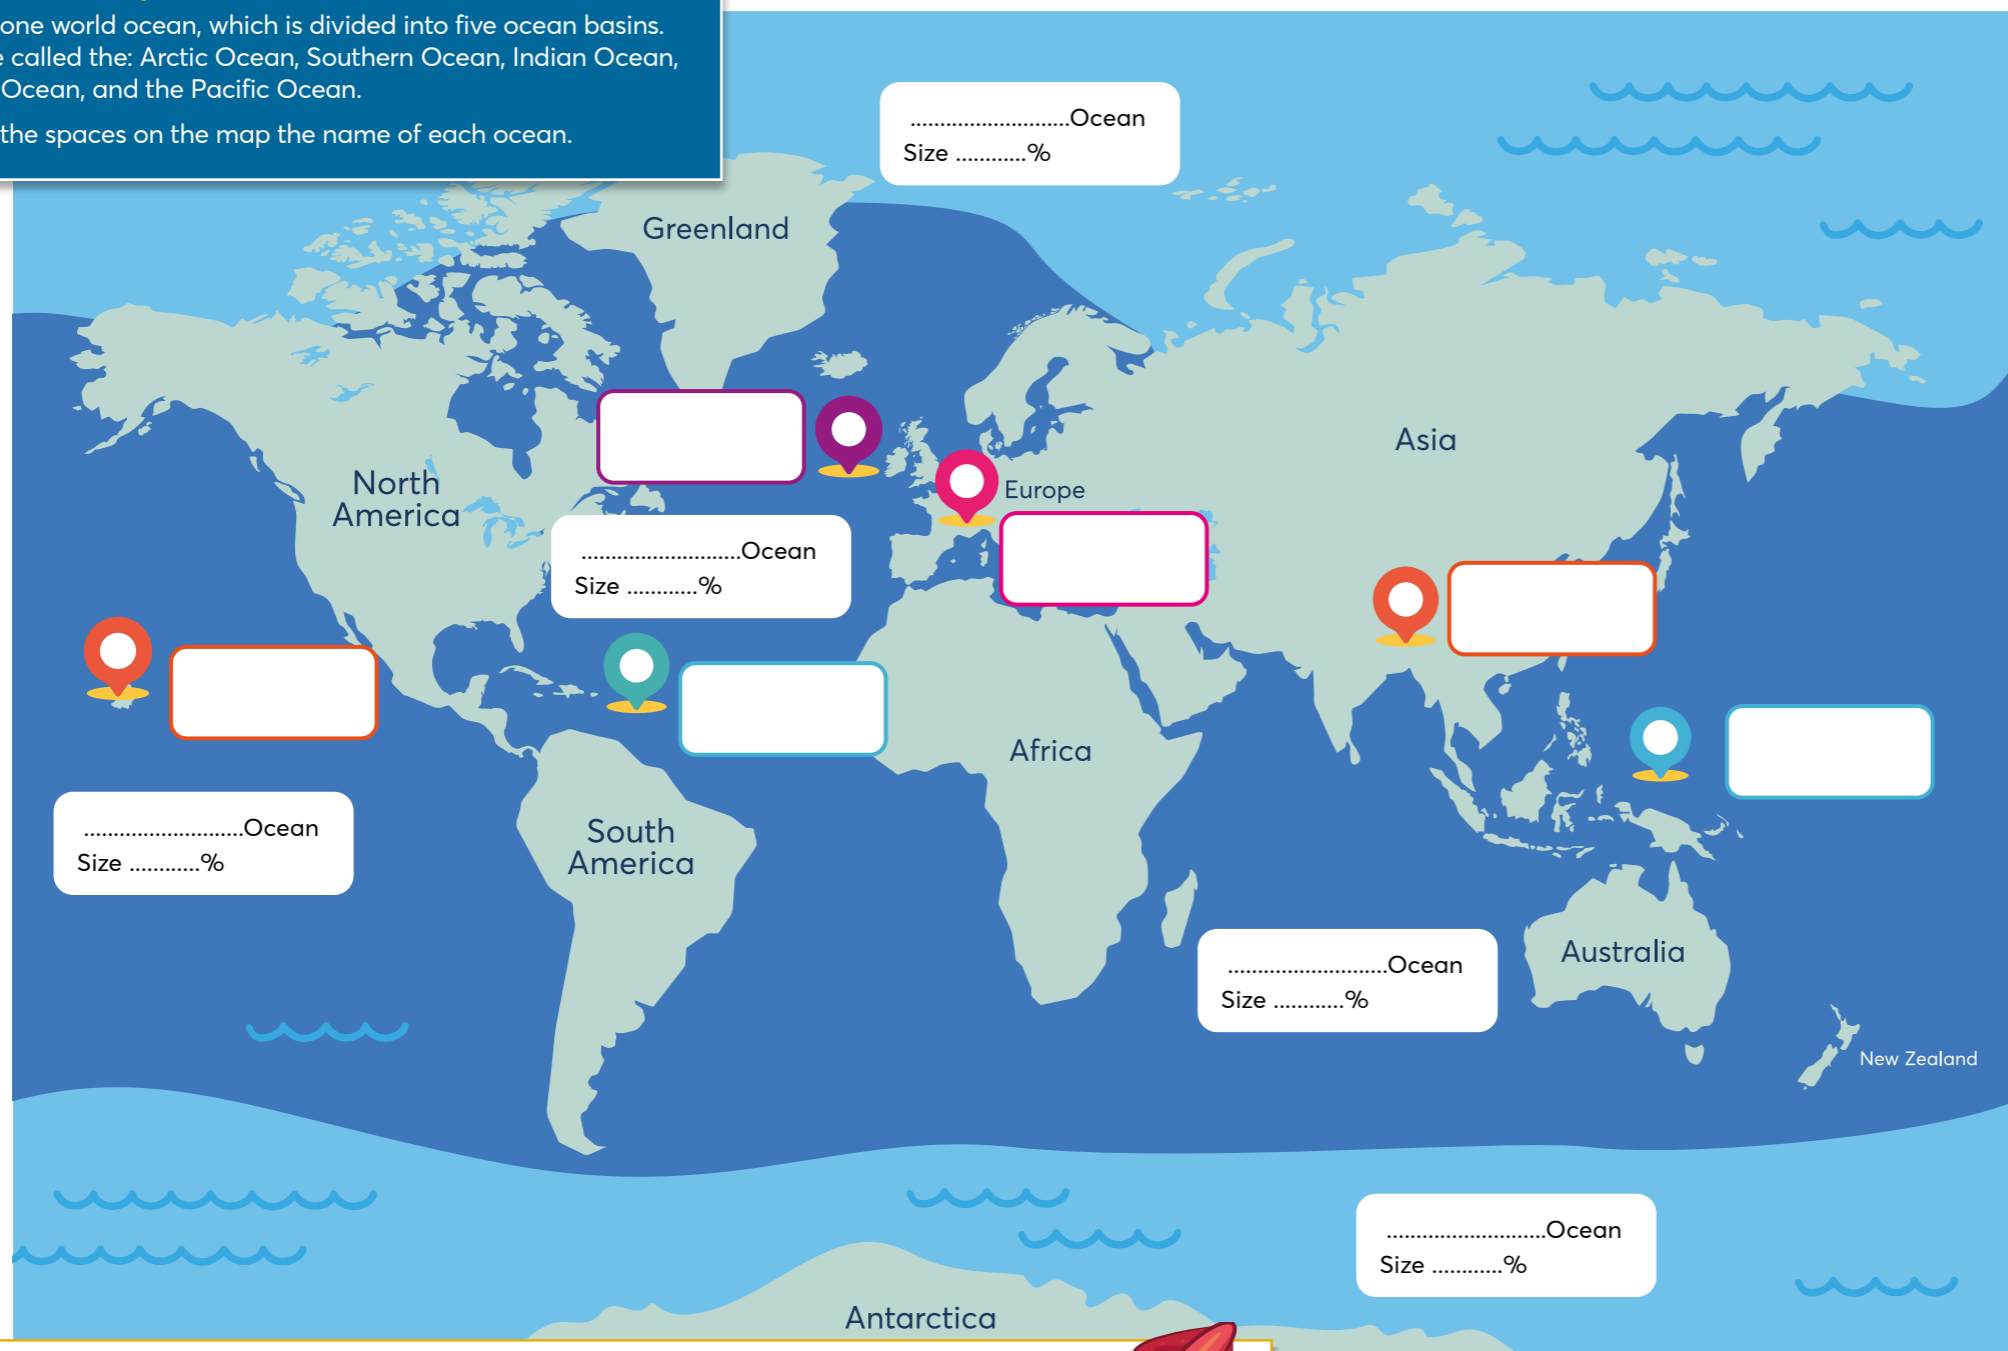 one world ocean, which is divided into five ocean basins.
e called the: Arctic Ocean, Southern Ocean, Indian Ocean,
Ocean, and the Pacific Ocean.
the spaces on the map the name of each ocean.
...........................Ocean
Size ............%
Greenland
North
America
Europe
Asia
...........................Ocean
Size ............%
Africa
South
America
...........................Ocean
Size ............%
...........................Ocean
Size ............%
Australia
New Zealand
...........................Ocean
Size ............%
Antarctica